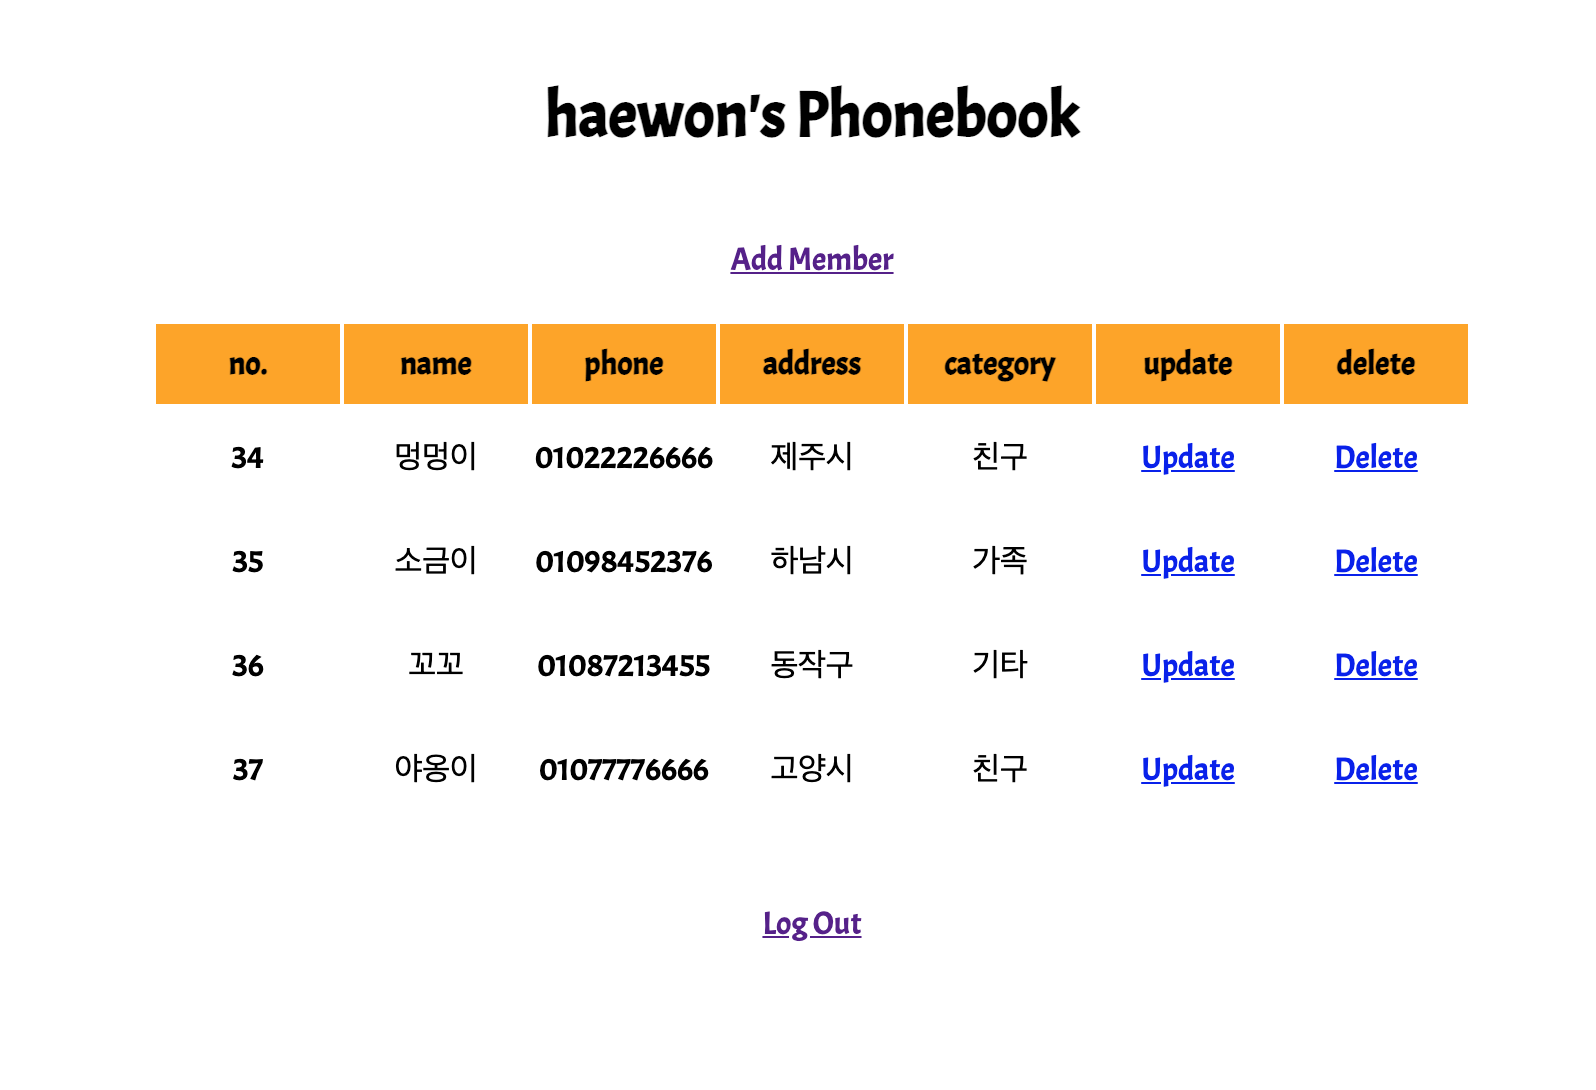 haewon's Phonebook
Add Member
no. name phone address category update delete
34 멍멍이 01022226666 제주시 친구 Update Delete
35 소금이 01098452376 하남시 가족 Update Delete
36 꼬꼬 01087213455 동작구 기타 Update Delete
37 야옹이 01077776666 고양시 친구 Update Delete
Log Out